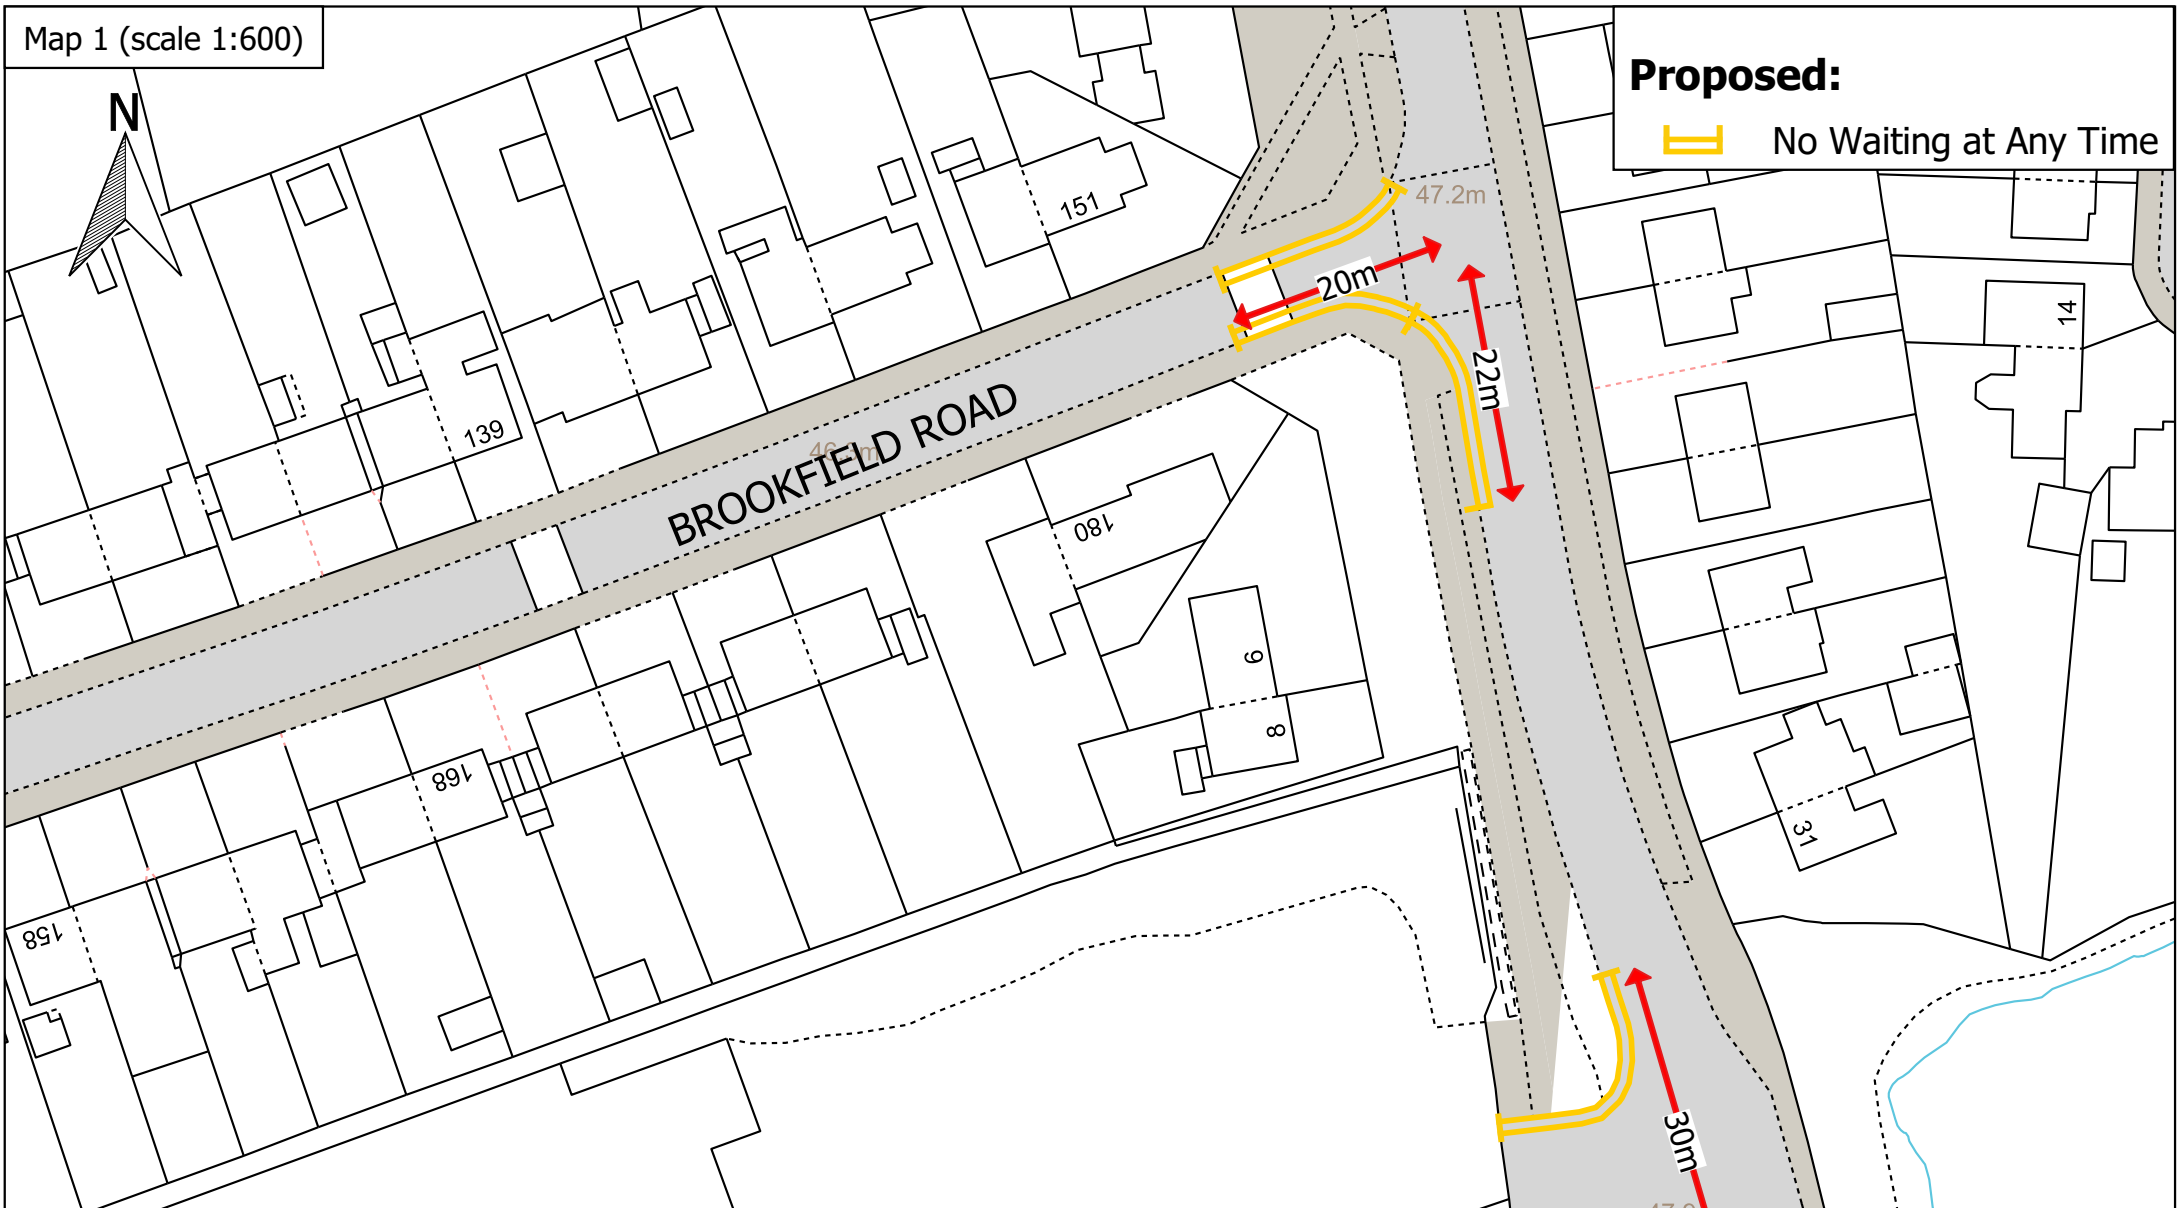 Map 1 (scale 1:600)
N
Proposed:
No Waiting at Any Time
47.2m
151
20m
14
22m
139
BROOKFIELD ROAD
180
9
8
168
31
158
30m